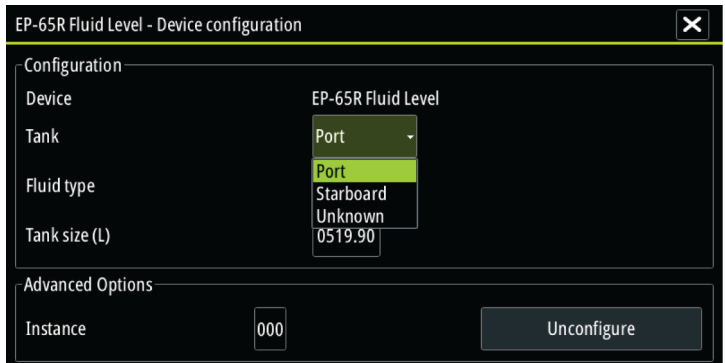 EP-65R Fluid Level - Device configuration
Configuration
Device EP-65R Fluid Level
Tank Port
Port
Fluid type
Starboard
Unknown
Tank size (L) 0519.90
Advanced Options
Instance 000 Unconfigure